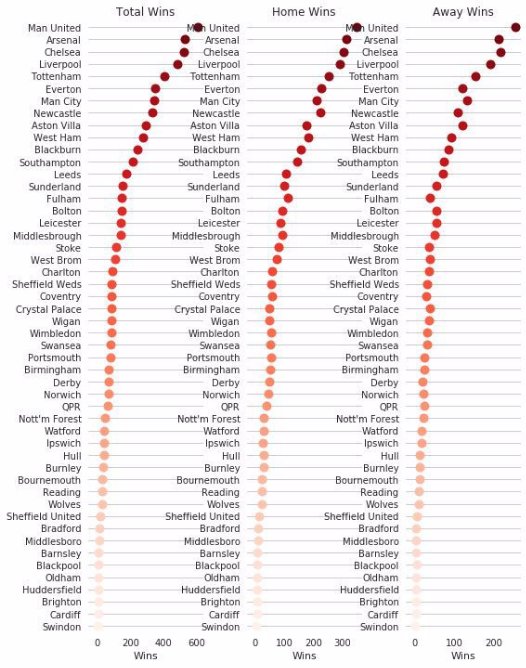 Total Wins
Man United
Arsenal
Chelsea
Liverpool
Tottenham
Everton
Man City
Newcastle
Aston Villa
West Ham
Blackburn
Southampton
Leeds
Sunderland
Fulham
Bolton
Leicester
Middlesbrough
Stoke
West Brom
Charlton
Sheffield Weds
Coventry
Crystal Palace
Wigan
Wimbledon
Swansea
Portsmouth
Birmingham
Derby
Norwich
QPR
Nott'm Forest
Watford
Ipswich
Hull
Burnley
Bournemouth
Reading
Wolves
Sheffield United
Bradford
Middlesboro
Barnsley
Blackpool
Oldham
Huddersfield
Brighton
Cardiff
Swindon
0 200 400 600
Wins
Home Wins
Man United
Arsenal
Chelsea
Liverpool
Tottenham
Everton
Man City
Newcastle
Aston Villa
West Ham
Blackburn
Southampton
Leeds
Sunderland
Fulham
Bolton
Leicester
Middlesbrough
Stoke
West Brom
Charlton
Sheffield Weds
Coventry
Crystal Palace
Wigan
Wimbledon
Swansea
Portsmouth
Birmingham
Derby
Norwich
QPR
Nott'm Forest
Watford
Ipswich
Hull
Burnley
Bournemouth
Reading
Wolves
Sheffield United
Bradford
Middlesboro
Barnsley
Blackpool
Oldham
Huddersfield
Brighton
Cardiff
Swindon
0 100 200 300
Wins
Away Wins
Man United
Arsenal
Chelsea
Liverpool
Tottenham
Everton
Man City
Newcastle
Aston Villa
West Ham
Blackburn
Southampton
Leeds
Sunderland
Fulham
Bolton
Leicester
Middlesbrough
Stoke
West Brom
Charlton
Sheffield Weds
Coventry
Crystal Palace
Wigan
Wimbledon
Swansea
Portsmouth
Birmingham
Derby
Norwich
QPR
Nott'm Forest
Watford
Ipswich
Hull
Burnley
Bournemouth
Reading
Wolves
Sheffield United
Bradford
Middlesboro
Barnsley
Blackpool
Oldham
Huddersfield
Brighton
Cardiff
Swindon
0 100 200
Wins